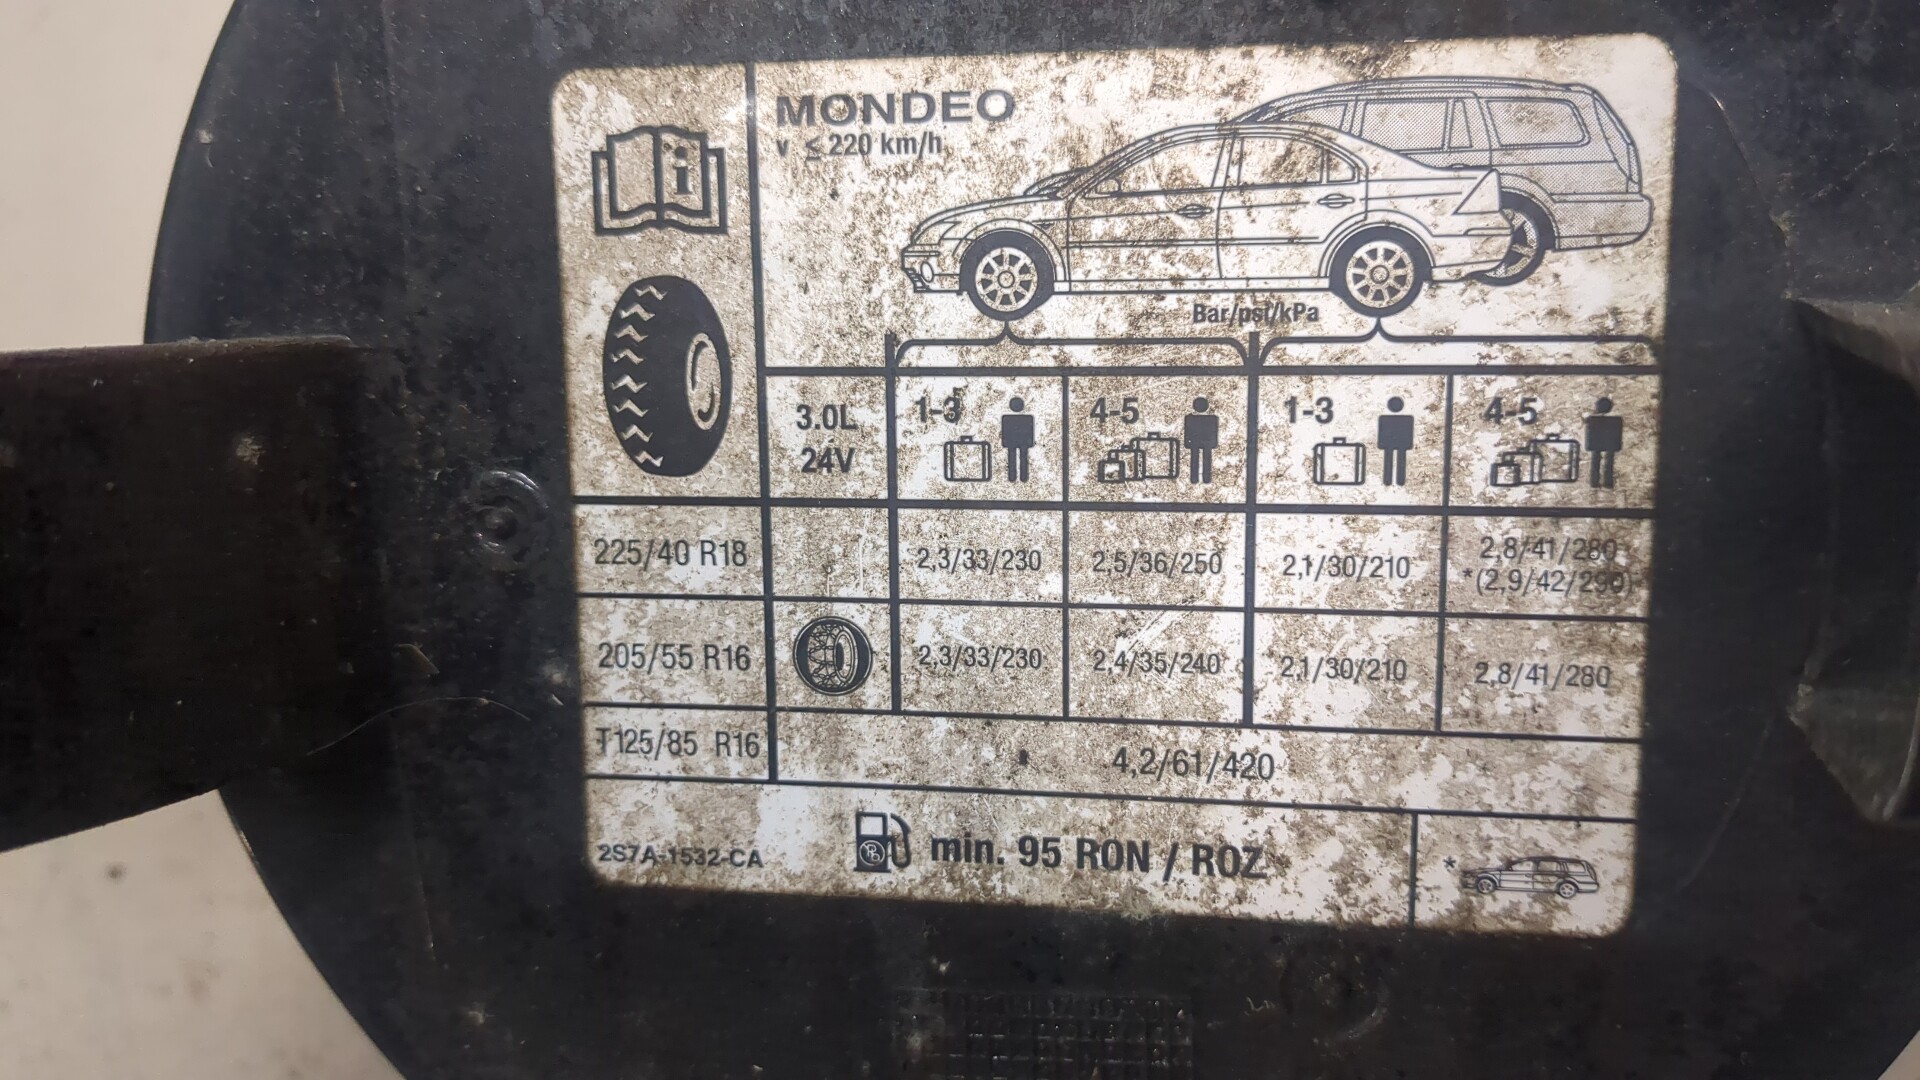 MONDEO
v ≤ 220 km/h
Bar/psi/kPa
3.0L
24V
1-3
4-5
1-3
4-5
225/40 R18
2,3/33/230
2,5/36/250
2,1/30/210
2,8/41/280
*(2,9/42/290)
205/55 R16
2,3/33/230
2,4/35/240
2,1/30/210
2,8/41/280
T125/85 R16
4,2/61/420
2S7A-1532-CA
min. 95 RON / ROZ
*